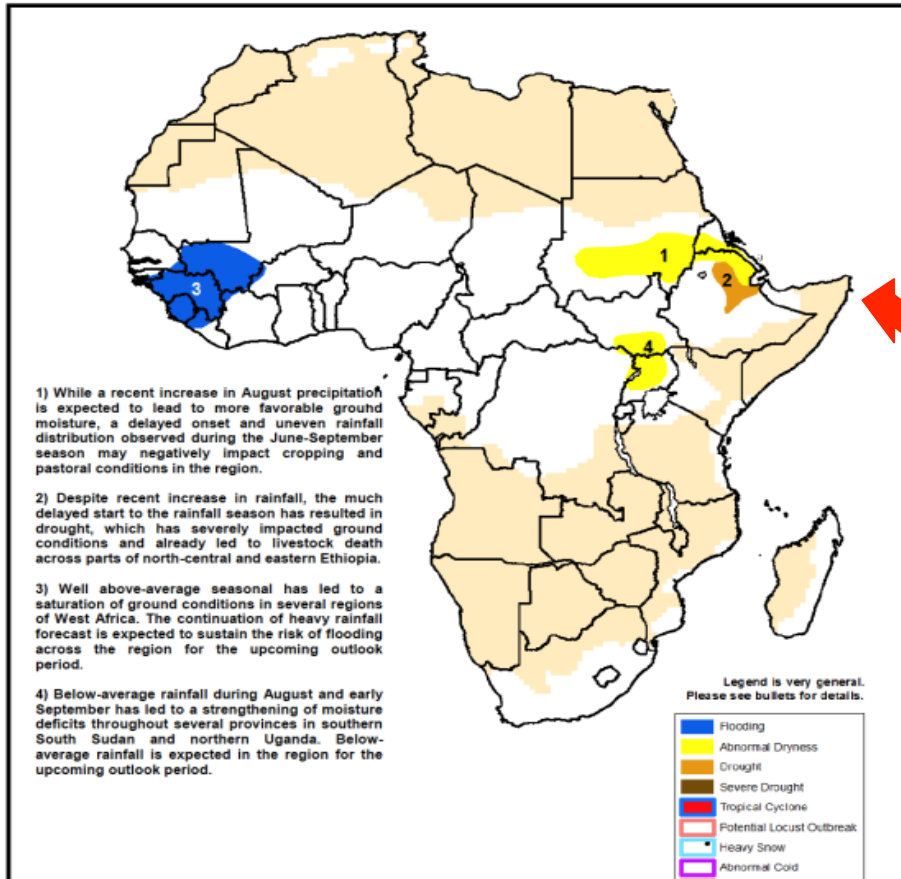 1
2
3
4
1) While a recent increase in August precipitation
is expected to lead to more favorable ground
moisture, a delayed onset and uneven rainfall
distribution observed during the June-September
season may negatively impact cropping and
pastoral conditions in the region.
2) Despite recent increase in rainfall, the much
delayed start to the rainfall season has resulted in
drought, which has severely impacted ground
conditions and already led to livestock death
across parts of north-central and eastern Ethiopia.
3) Well above-average seasonal has led to a
saturation of ground conditions in several regions
of West Africa. The continuation of heavy rainfall
forecast is expected to sustain the risk of flooding
across the region for the upcoming outlook
period.
4) Below-average rainfall during August and early
September has led to a strengthening of moisture
deficits throughout several provinces in southern
South Sudan and northern Uganda. Below-
average rainfall is expected in the region for the
upcoming outlook period.
Legend is very general.
Please see bullets for details.
Flooding
Abnormal Dryness
Drought
Severe Drought
Tropical Cyclone
Potential Locust Outbreak
Heavy Snow
Abnormal Cold